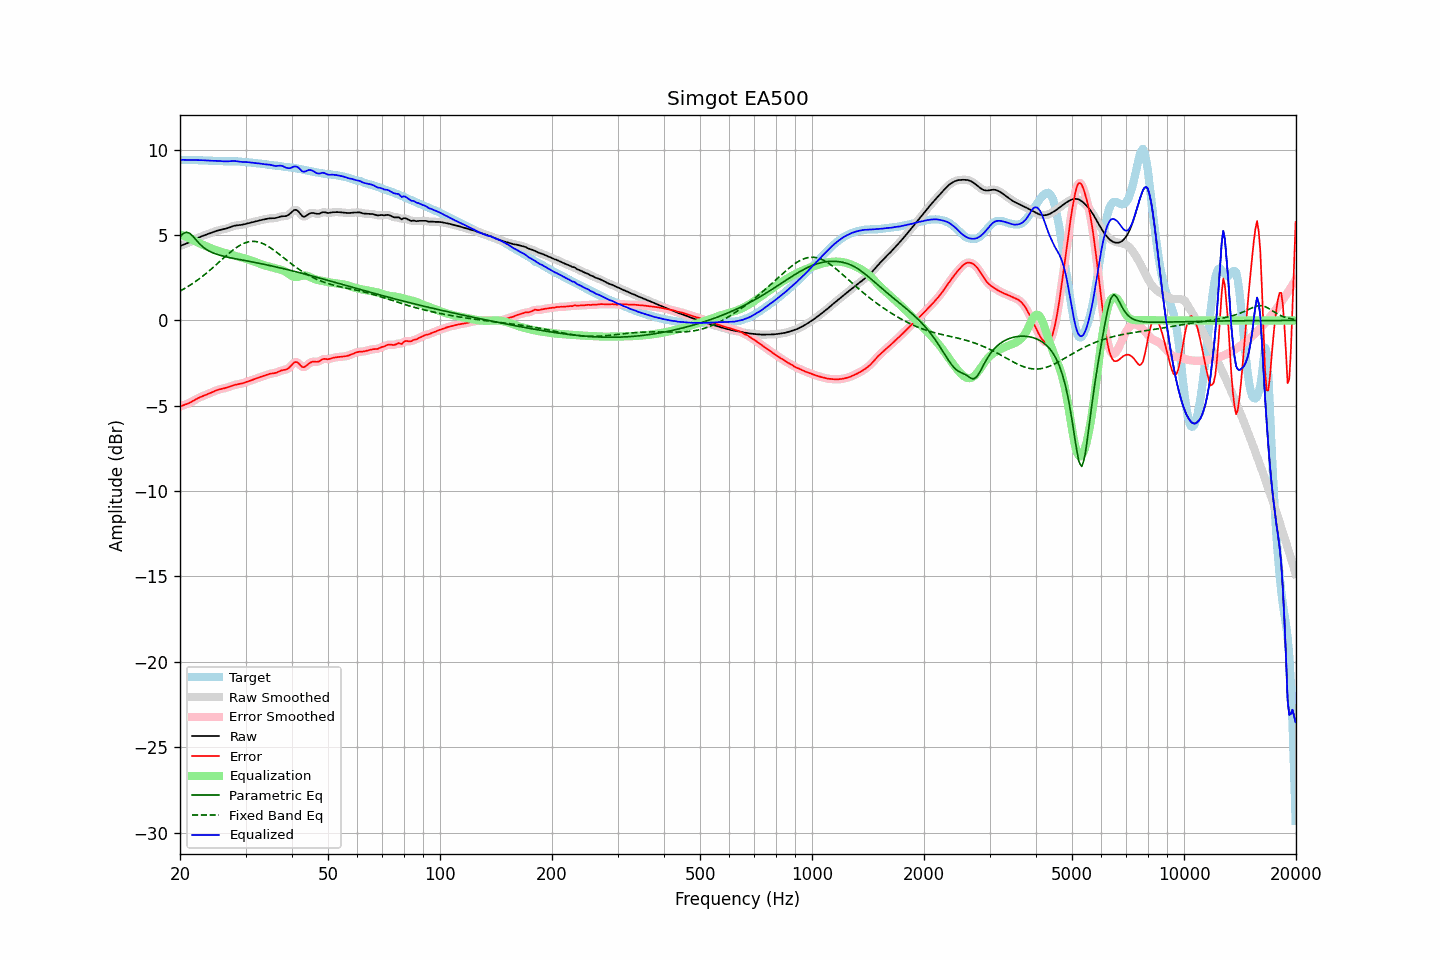 Simgot EA500
Amplitude (dBr)
10
5
0
−5
−10
−15
−20
−25
−30
Target
Raw Smoothed
Error Smoothed
Raw
Error
Equalization
Parametric Eq
Fixed Band Eq
Equalized
20 50 100 200 500 1000 2000 5000 10000 20000
Frequency (Hz)